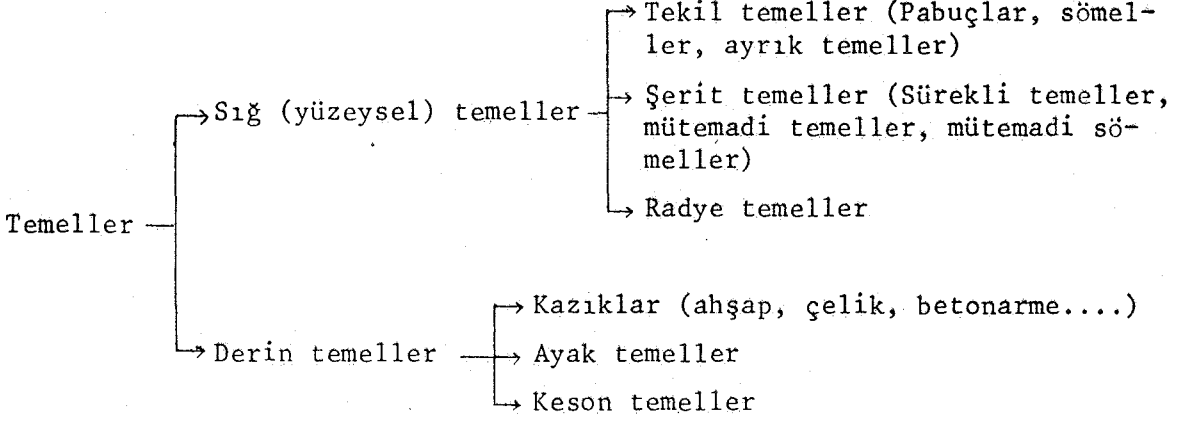 Tekil temeller (Pabuçlar, sömel-
ler, ayrık temeller)
Sığ (yüzeysel) temeller
Şerit temeller (Sürekli temeller,
mütemadi temeller, mütemadi sö-
meller)
Radye temeller
Temeller
Kazıklar (ahşap, çelik, betonarme....)
Derin temeller
Ayak temeller
Keson temeller